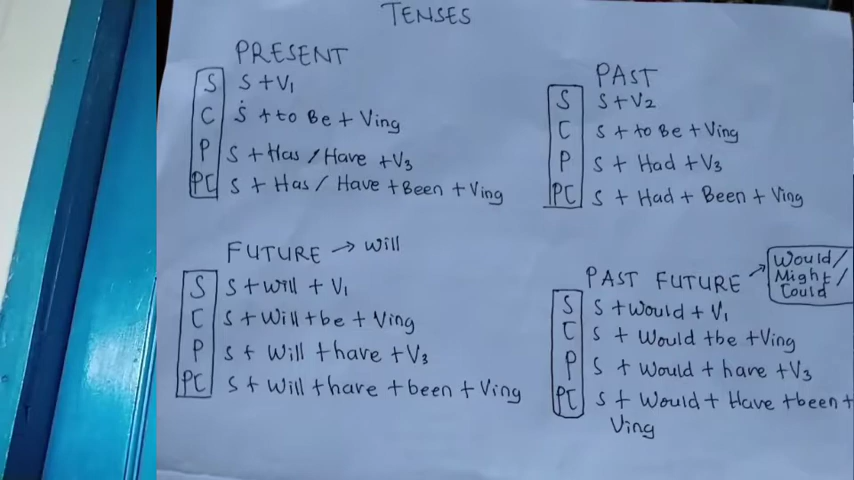 TENSES
PRESENT
S S + V1
C S + to Be + Ving
P S + Has / Have + V3
PC S + Has / Have + Been + Ving
PAST
S S + V2
C S + to Be + Ving
P S + Had + V3
PC S + Had + Been + Ving
FUTURE → Will
S S + Will + V1
C S + Will + be + Ving
P S + Will + have + V3
PC S + Will + have + been + Ving
PAST FUTURE →
Would /
Might /
Could
S S + Would + V1
C S + Would + be + Ving
P S + Would + have + V3
PC S + Would + Have + been +
Ving